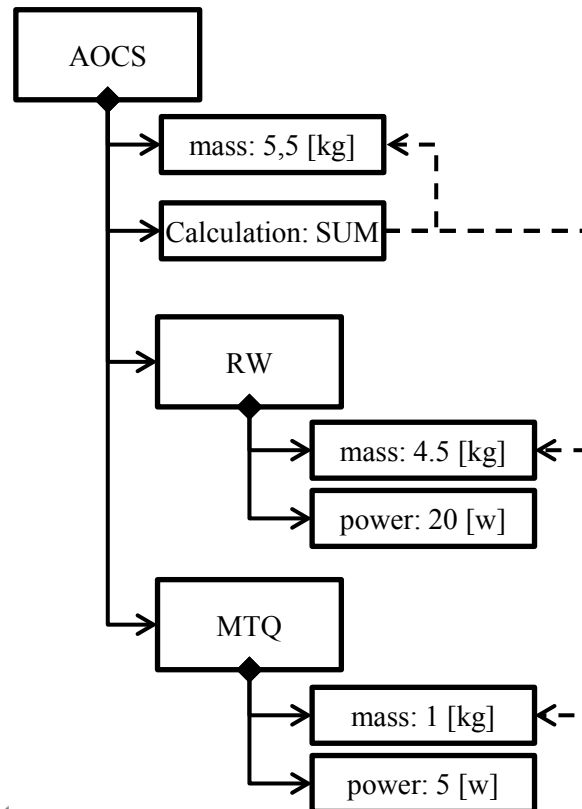 AOCS
mass: 5,5 [kg]
Calculation: SUM
RW
mass: 4.5 [kg]
power: 20 [w]
MTQ
mass: 1 [kg]
power: 5 [w]